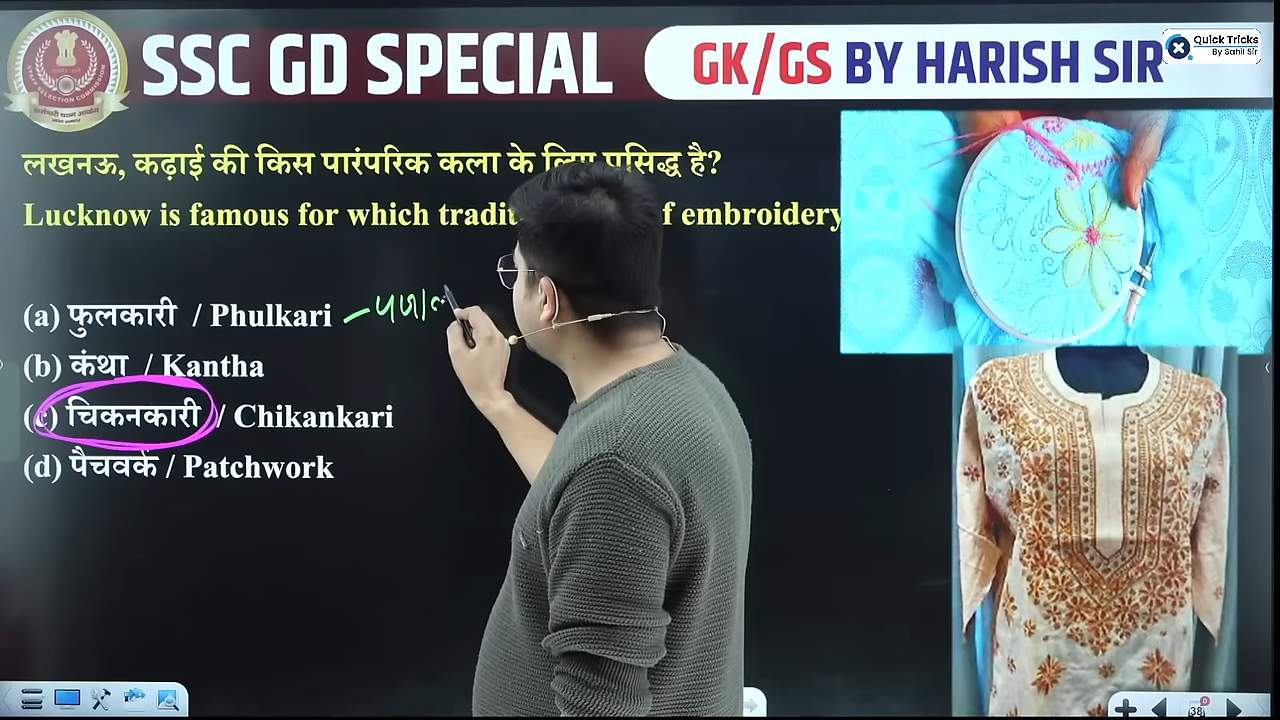 SSC GD SPECIAL
GK/GS BY HARISH SIR
Quick Tricks
By Sahil Sir
लखनऊ, कढ़ाई की किस पारंपरिक कला के लिए प्रसिद्ध है?
Lucknow is famous for which f embroidery
(a) फुलकारी / Phulkari
(b) कंथा / Kantha
(c) चिकनकारी / Chikankari
(d) पैचवर्क / Patchwork
38